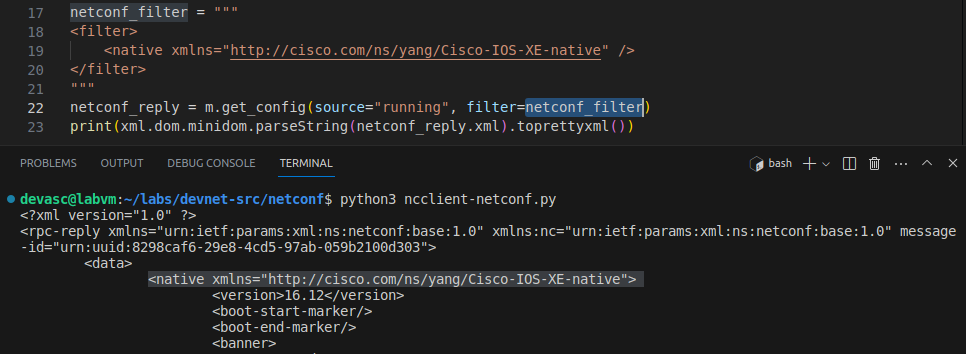 17 netconf_filter = """
18 <filter>
19     <native xmlns="http://cisco.com/ns/yang/Cisco-IOS-XE-native" />
20 </filter>
21 """
22 netconf_reply = m.get_config(source="running", filter=netconf_filter)
23 print(xml.dom.minidom.parseString(netconf_reply.xml).toprettyxml())
PROBLEMS OUTPUT DEBUG CONSOLE TERMINAL bash
devasc@labvm:~/labs/devnet-src/netconf$ python3 ncclient-netconf.py
<?xml version="1.0" ?>
<rpc-reply xmlns="urn:ietf:params:xml:ns:netconf:base:1.0" xmlns:nc="urn:ietf:params:xml:ns:netconf:base:1.0" message
-id="urn:uuid:8298caf6-29e8-4cd5-97ab-059b2100d303">
        <data>
                <native xmlns="http://cisco.com/ns/yang/Cisco-IOS-XE-native">
                        <version>16.12</version>
                        <boot-start-marker/>
                        <boot-end-marker/>
                        <banner>